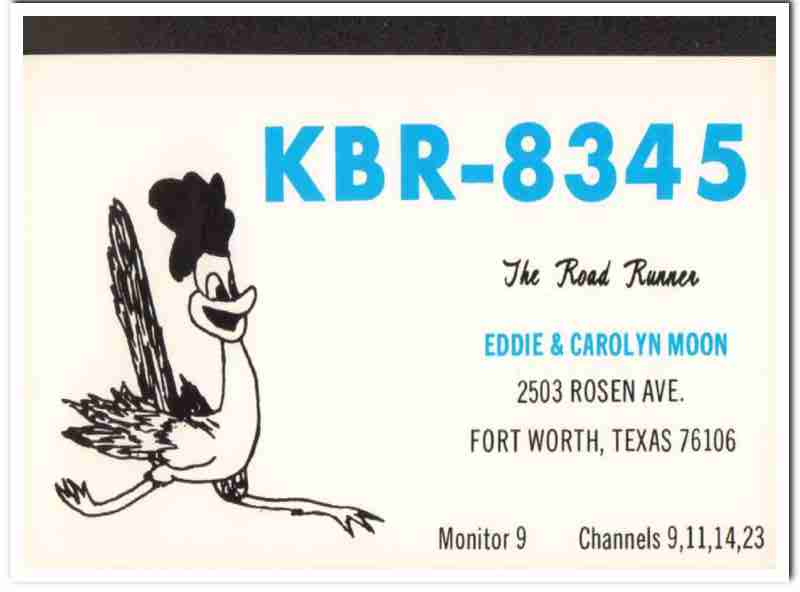 KBR-8345
The Road Runner
EDDIE & CAROLYN MOON
2503 ROSEN AVE.
FORT WORTH, TEXAS 76106
Monitor 9 Channels 9,11,14,23